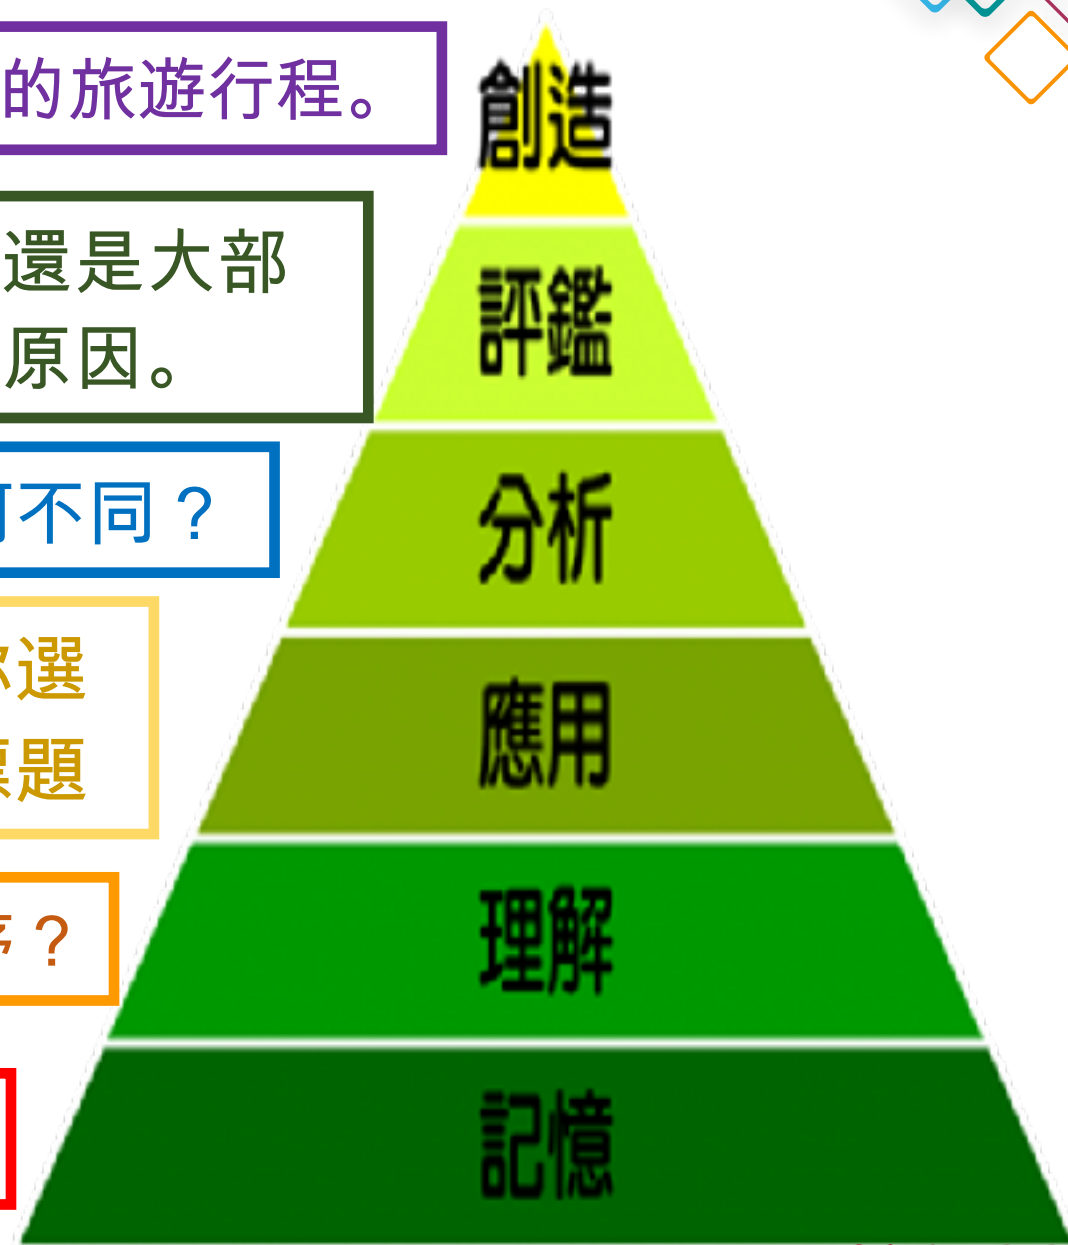 的旅遊行程。
創造
還是大部
原因。
評鑑
不同？
分析
選
題
應用
？
理解
記憶